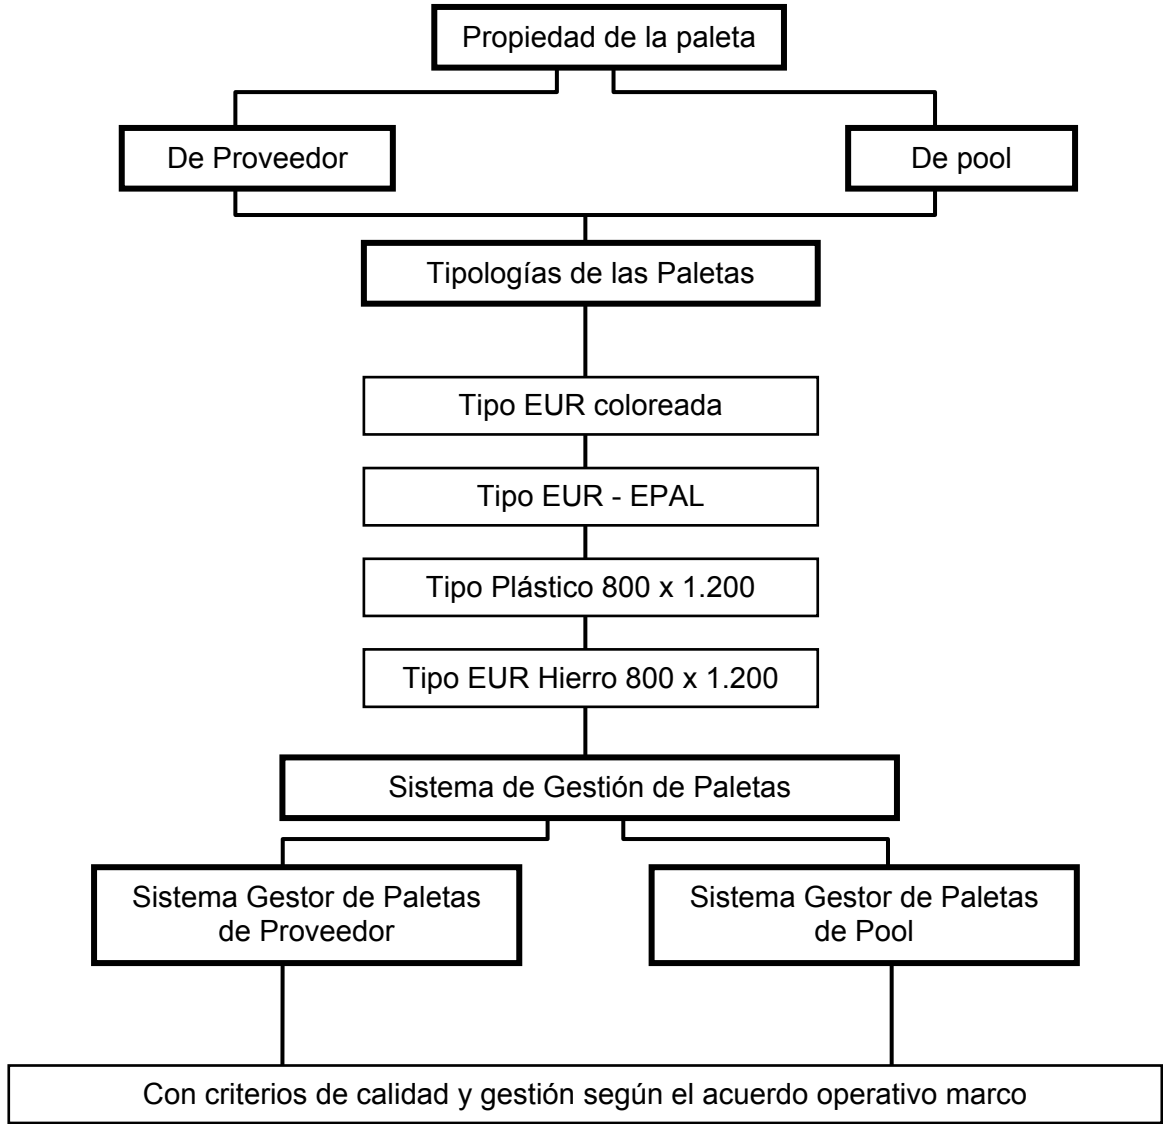 Propiedad de la paleta
De Proveedor
De pool
Tipologías de las Paletas
Tipo EUR coloreada
Tipo EUR - EPAL
Tipo Plástico 800 x 1.200
Tipo EUR Hierro 800 x 1.200
Sistema de Gestión de Paletas
Sistema Gestor de Paletas
de Proveedor
Sistema Gestor de Paletas
de Pool
Con criterios de calidad y gestión según el acuerdo operativo marco